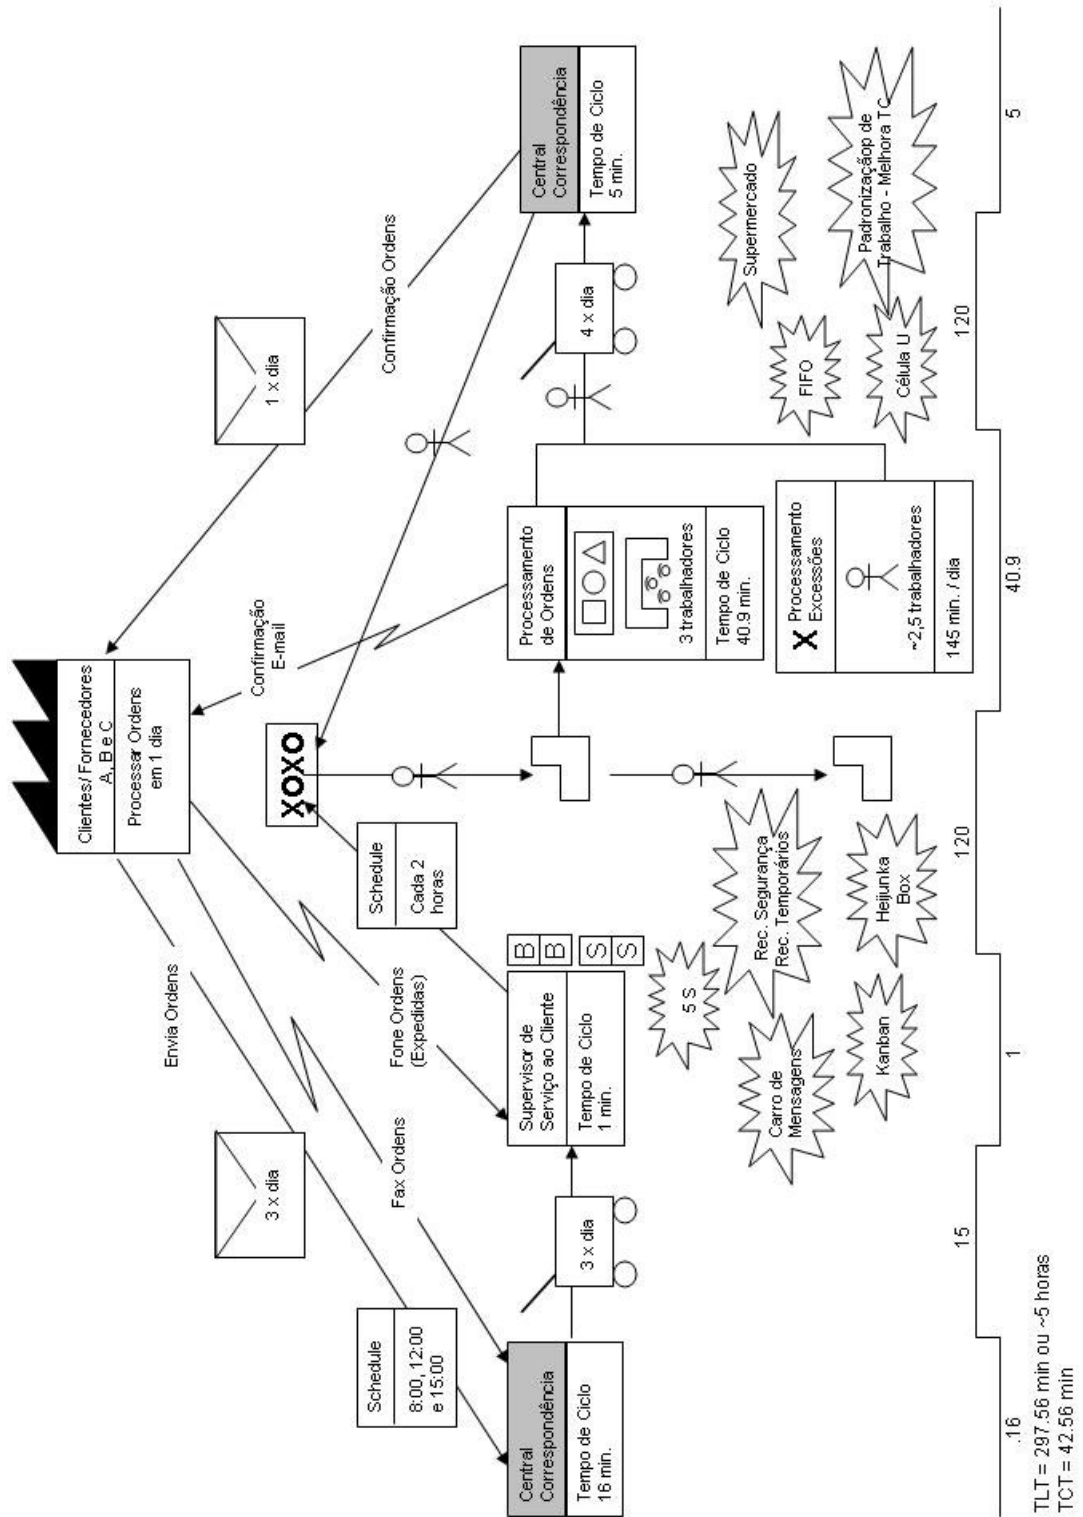 Clientes/ Fornecedores
A, B e C
Processar Ordens
em 1 dia
3 x dia
1 x dia
Envia Ordens
Fax Ordens
Fone Ordens
(Expedidas)
Confirmação
E-mail
Confirmação Ordens
Schedule
8:00, 12:00
e 15:00
Schedule
Cada 2
horas
XOXO
Central
Correspondência
Tempo de Ciclo
16 min.
3 x dia
Supervisor de
Serviço ao Cliente
Tempo de Ciclo
1 min.
B
B
S
S
Processamento
de Ordens
3 trabalhadores
Tempo de Ciclo
40.9 min.
X Processamento
Excessões
~2,5 trabalhadores
145 min. / dia
4 x dia
Central
Correspondência
Tempo de Ciclo
5 min.
5 S
Carro de
Mensagens
Kanban
Rec. Segurança
Rec. Temporários
Heijunka
Box
Supermercado
FIFO
Célula U
Padronizaçãop de
Trabalho - Melhora TC
.16
15
1
120
40.9
120
5
TLT = 297.56 min ou ~5 horas
TCT = 42.56 min